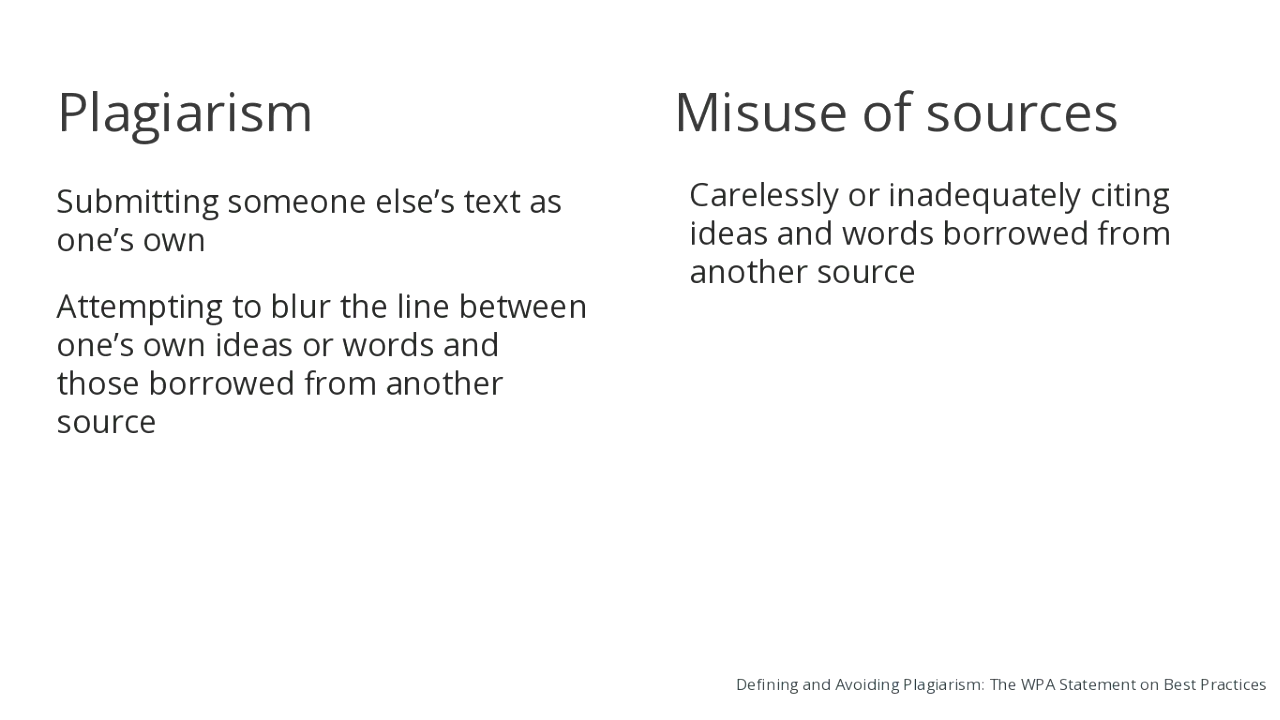 Plagiarism
Submitting someone else’s text as
one’s own
Attempting to blur the line between
one’s own ideas or words and
those borrowed from another
source
Misuse of sources
Carelessly or inadequately citing
ideas and words borrowed from
another source
Defining and Avoiding Plagiarism: The WPA Statement on Best Practices